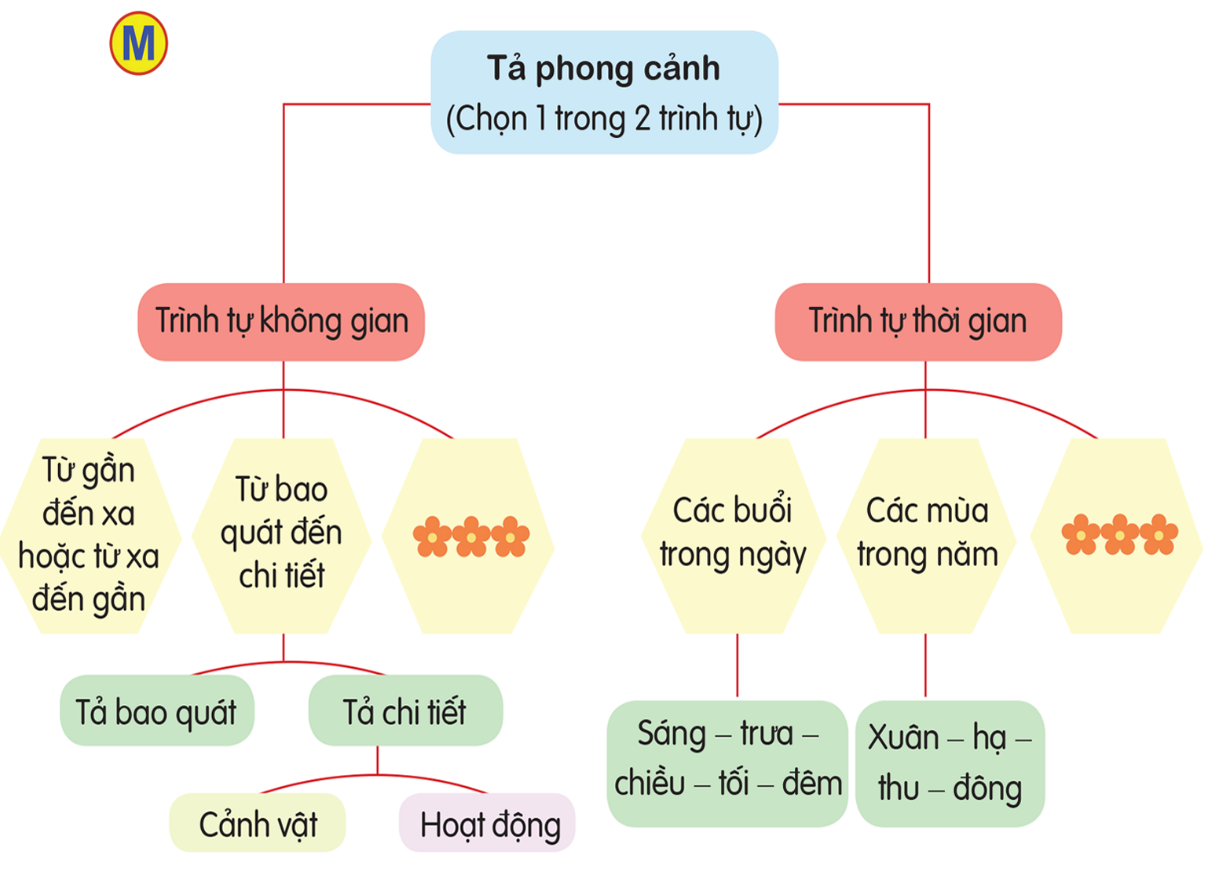 M
Tả phong cảnh
(Chọn 1 trong 2 trình tự)
Trình tự không gian
Trình tự thời gian
Từ gần
đến xa
hoặc từ xa
đến gần
Từ bao
quát đến
chi tiết
Các buổi
trong ngày
Các mùa
trong năm
Tả bao quát
Tả chi tiết
Sáng – trưa –
chiều – tối – đêm
Xuân – hạ –
thu – đông
Cảnh vật
Hoạt động